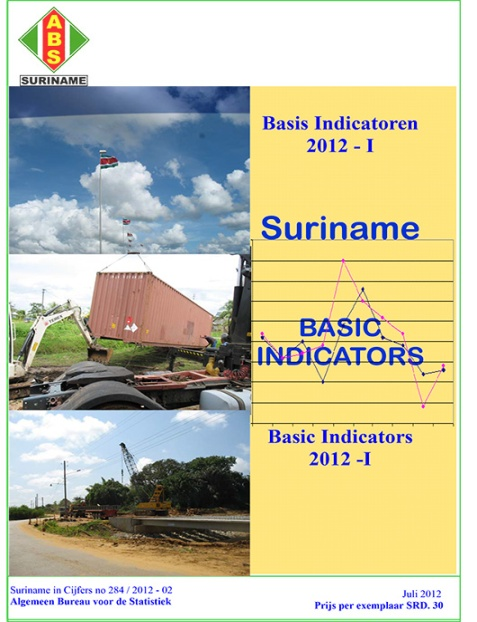 ABS
SURINAME
Basis Indicatoren
2012 - I
Suriname
BASIC
INDICATORS
Basic Indicators
2012 -I
Suriname in Cijfers no 284 / 2012 - 02
Algemeen Bureau voor de Statistiek
Juli 2012
Prijs per exemplaar SRD. 30